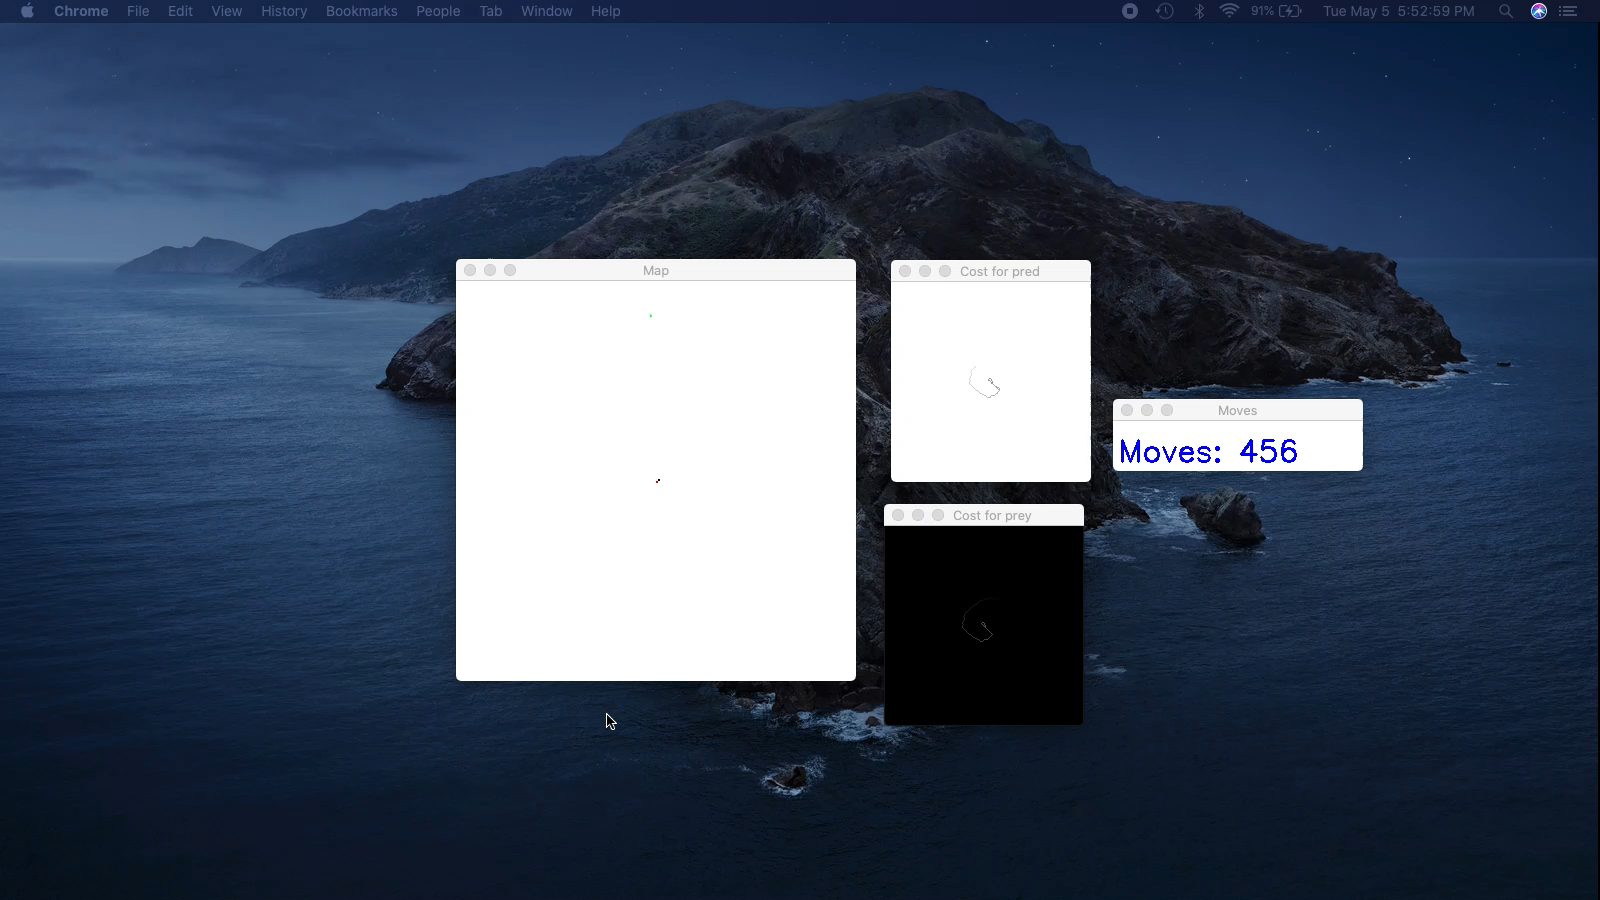 Chrome File Edit View History Bookmarks People Tab Window Help 91% Tue May 5 5:52:59 PM
Map
Cost for pred
Moves
Moves: 456
Cost for prey